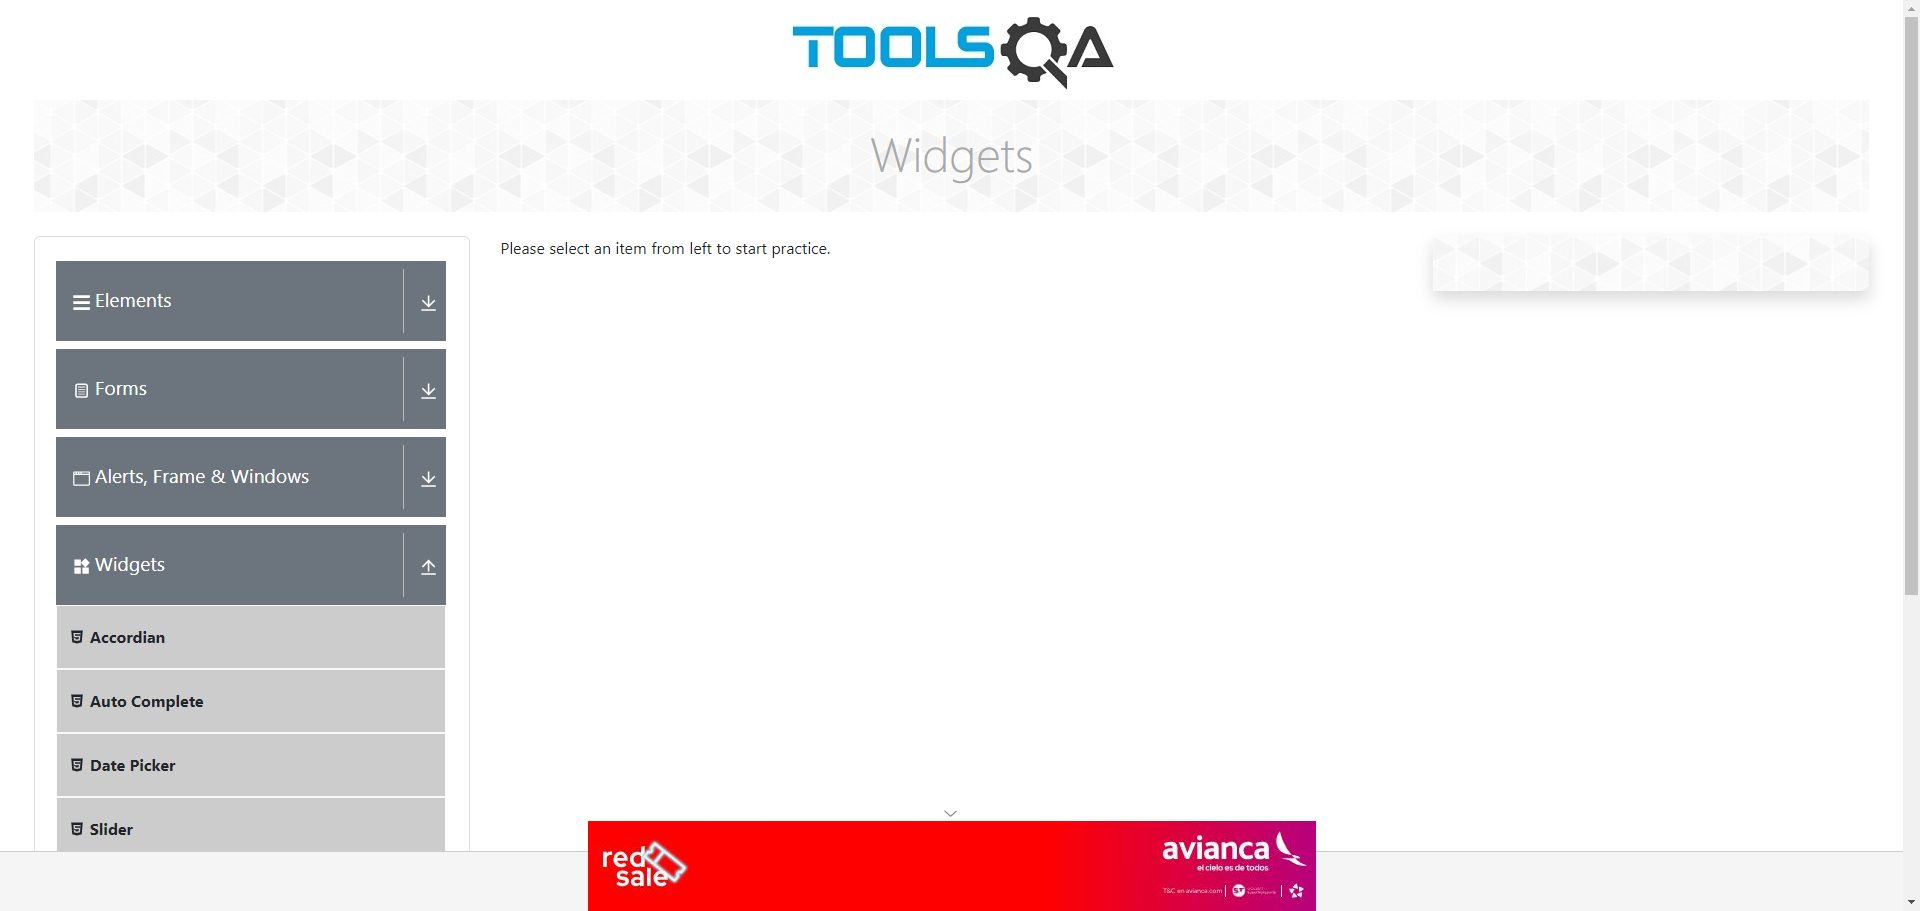 TOOLSQA
Widgets
Please select an item from left to start practice.
Elements
Forms
Alerts, Frame & Windows
Widgets
Accordian
Auto Complete
Date Picker
Slider
red
sale
avianca
el cielo es de todos
T&C en avianca.com